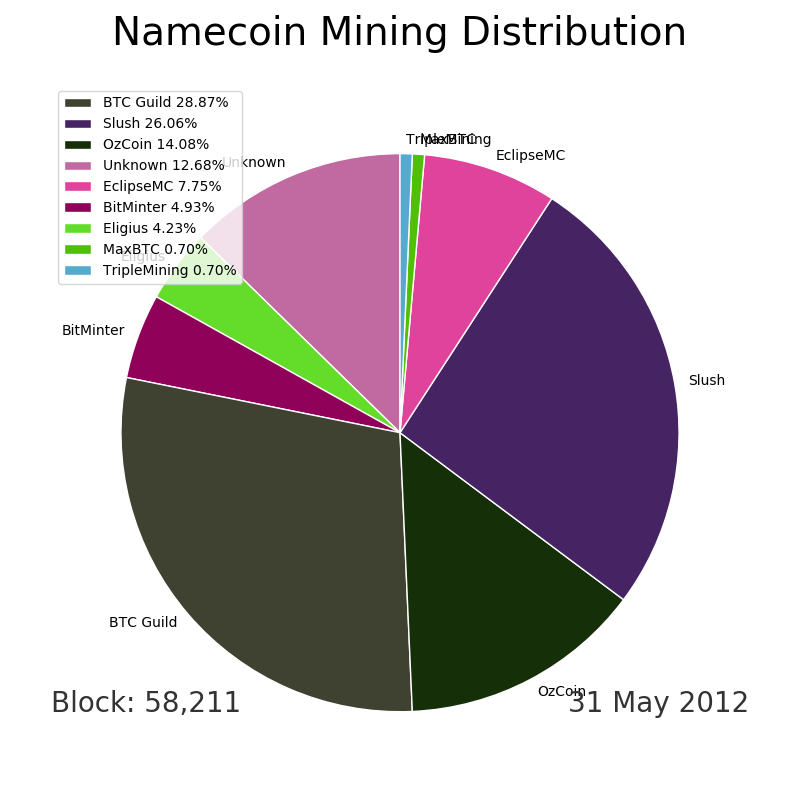 Namecoin Mining Distribution
BTC Guild 28.87%
Slush 26.06%
OzCoin 14.08%
Unknown 12.68%
EclipseMC 7.75%
BitMinter 4.93%
Eligius 4.23%
MaxBTC 0.70%
TripleMining 0.70%
TripleMining
MaxBTC
EclipseMC
Unknown
Eligius
BitMinter
Slush
BTC Guild
OzCoin
Block: 58,211
31 May 2012